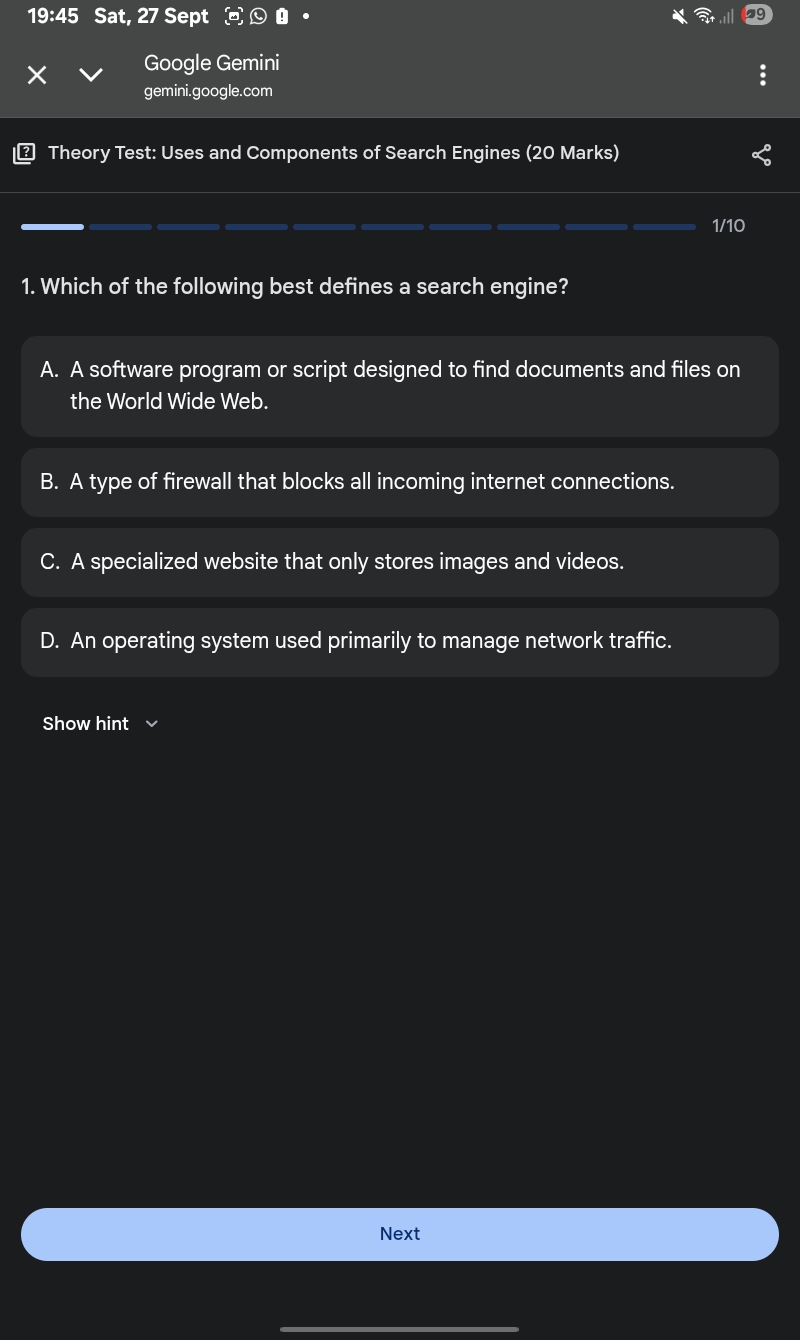 19:45 Sat, 27 Sept
Google Gemini
gemini.google.com
Theory Test: Uses and Components of Search Engines (20 Marks)
1/10
1. Which of the following best defines a search engine?
A. A software program or script designed to find documents and files on
the World Wide Web.
B. A type of firewall that blocks all incoming internet connections.
C. A specialized website that only stores images and videos.
D. An operating system used primarily to manage network traffic.
Show hint
Next